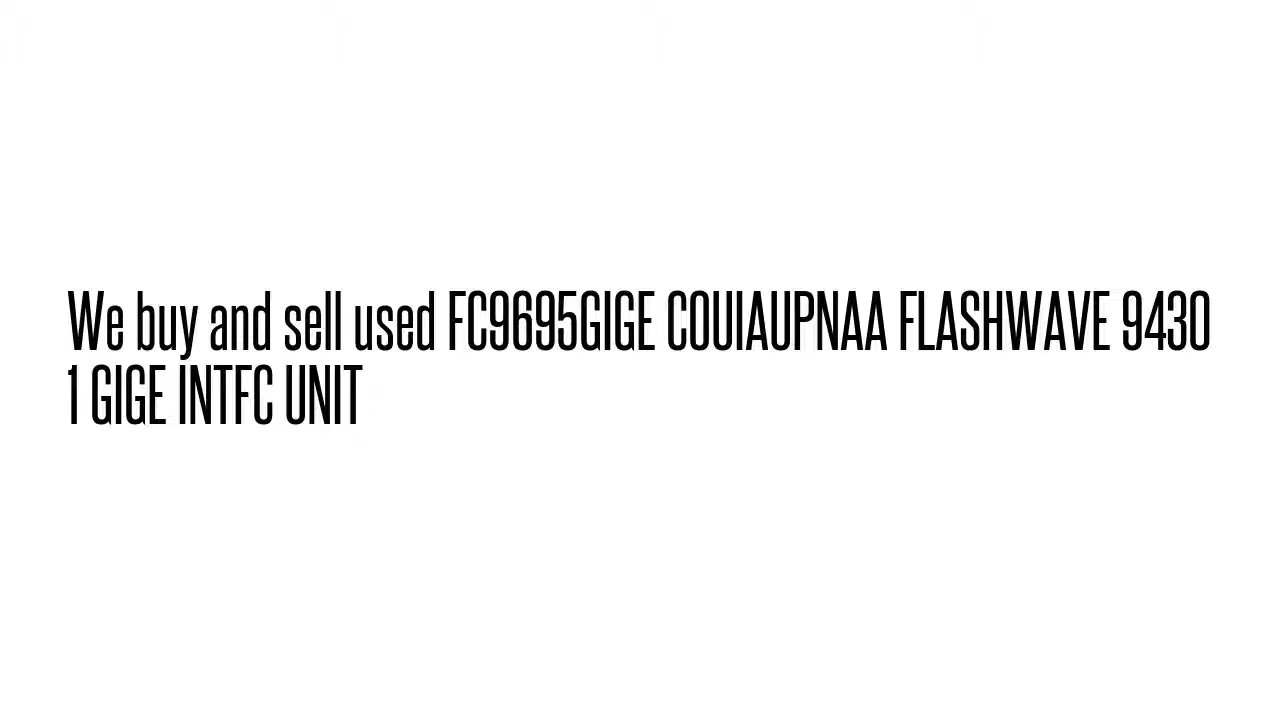 We buy and sell used FC9695GIGE COUIAUPNAA FLASHWAVE 9430
1 GIGE INTFC UNIT